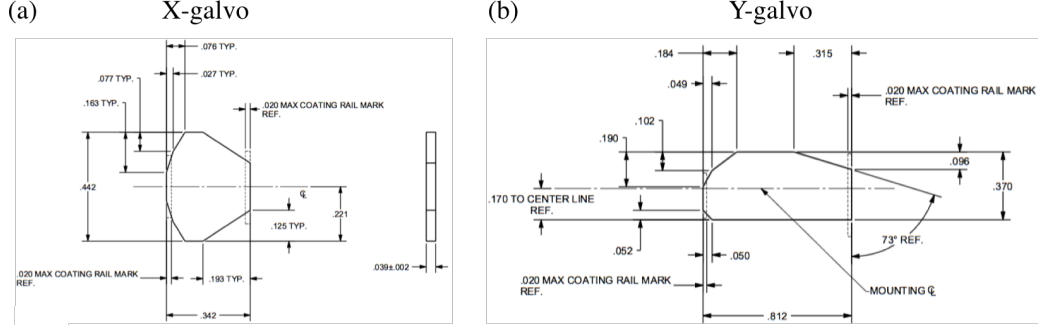 (a)
X-galvo
.076 TYP.
.077 TYP.
.027 TYP.
.163 TYP.
.020 MAX COATING RAIL MARK
REF.
.442
℄
.221
.125 TYP.
.039±.002
.020 MAX COATING RAIL MARK
REF.
.193 TYP.
.342
(b)
Y-galvo
.184
.315
.049
.020 MAX COATING RAIL MARK
REF.
.102
.190
.096
.370
.170 TO CENTER LINE
REF.
73° REF.
.052
.050
.020 MAX COATING RAIL MARK
REF.
MOUNTING ℄
.812